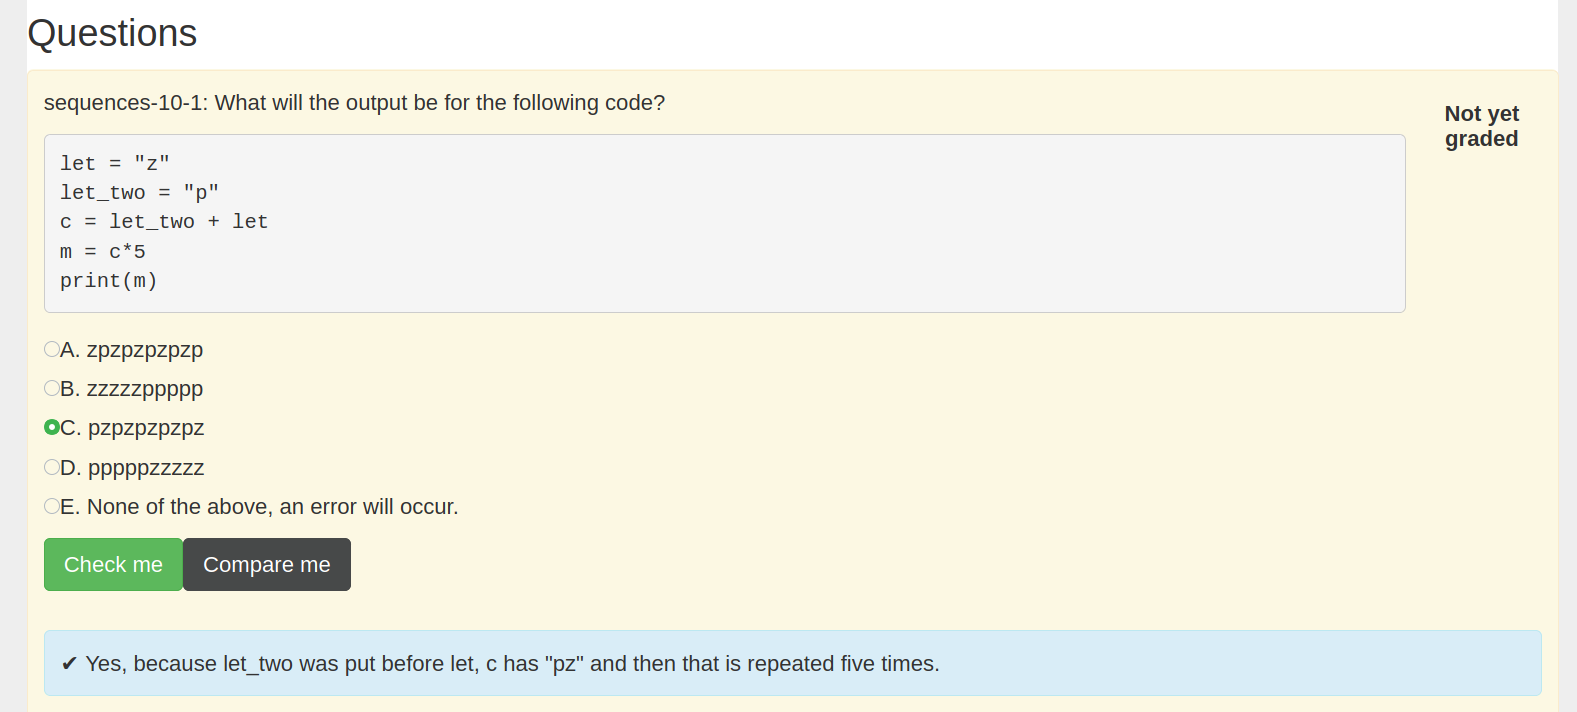 Questions
sequences-10-1: What will the output be for the following code?
Not yet
graded
let = "z"
let_two = "p"
c = let_two + let
m = c*5
print(m)
A. zpzpzpzpzp
B. zzzzzppppp
C. pzpzpzpzpz
D. pppppzzzzz
E. None of the above, an error will occur.
Check me Compare me
✔ Yes, because let_two was put before let, c has "pz" and then that is repeated five times.